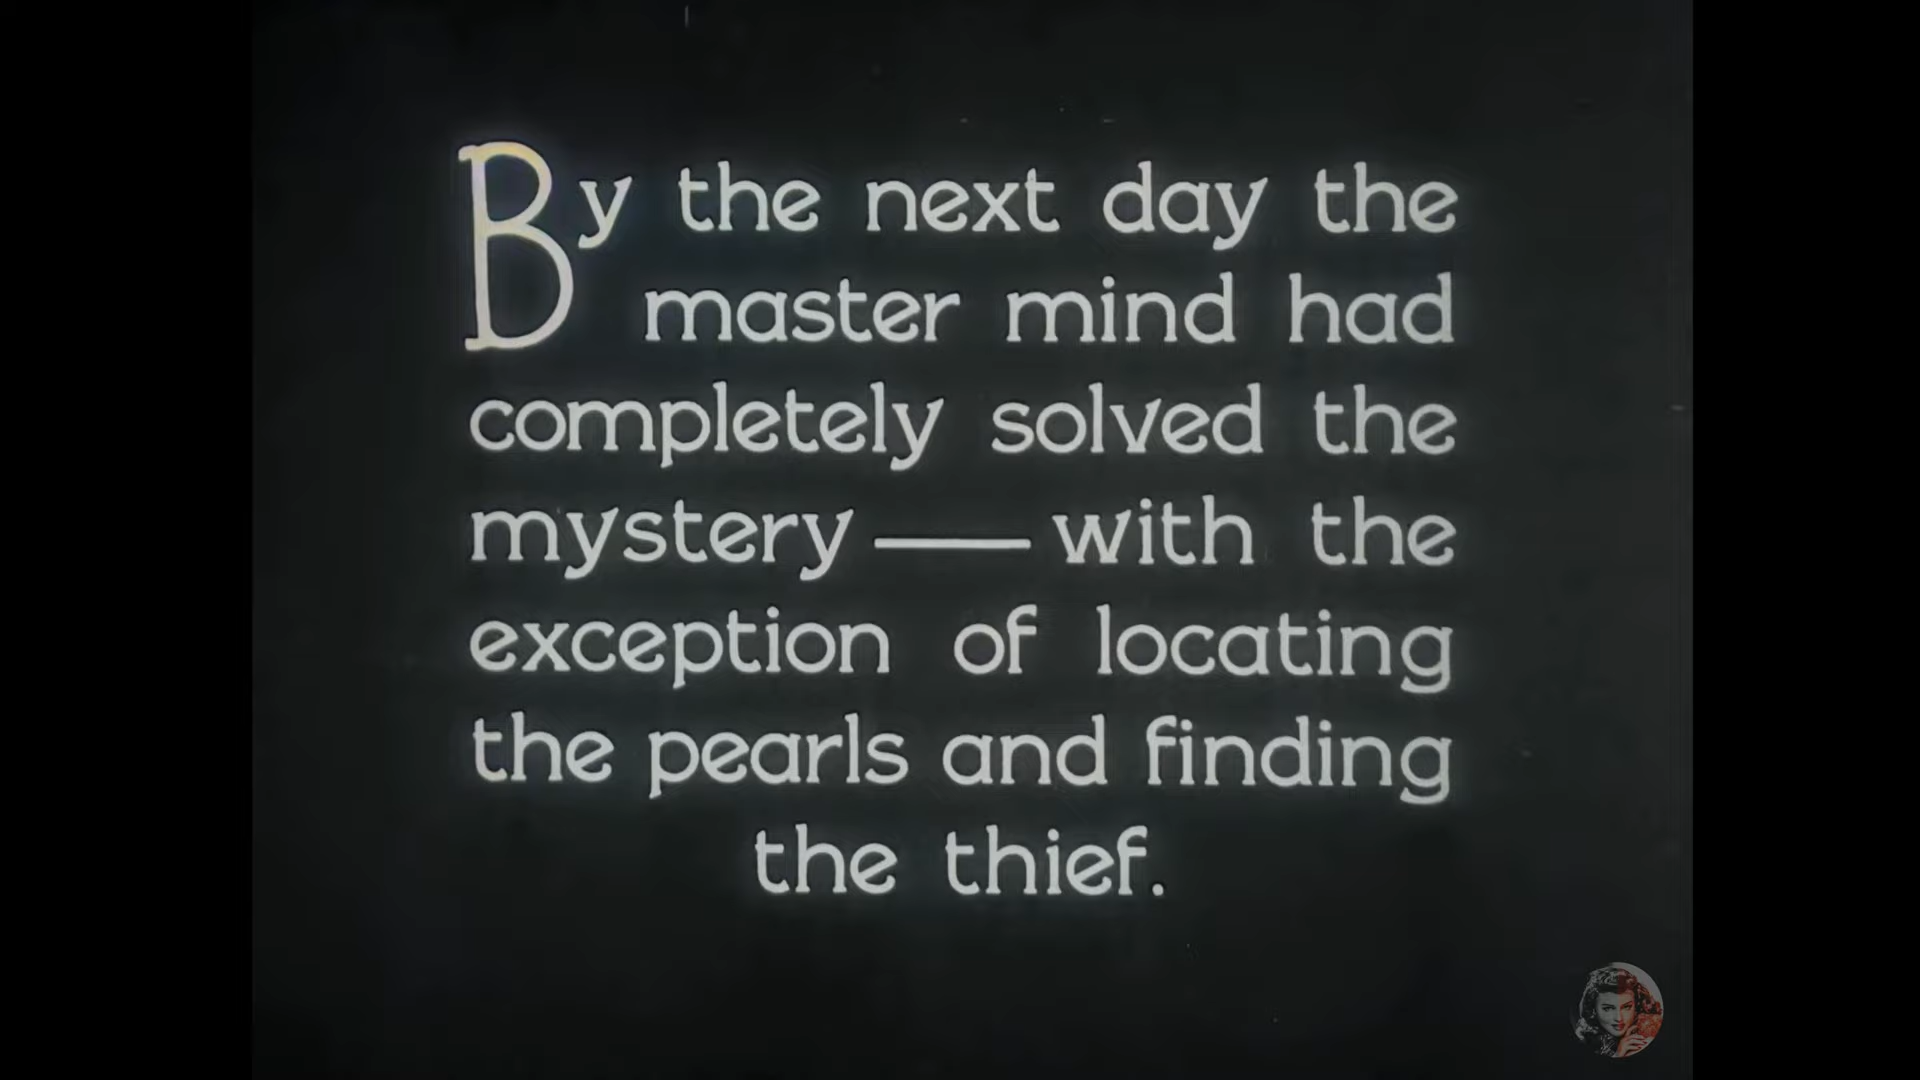 By the next day the
master mind had
completely solved the
mystery — with the
exception of locating
the pearls and finding
the thief.